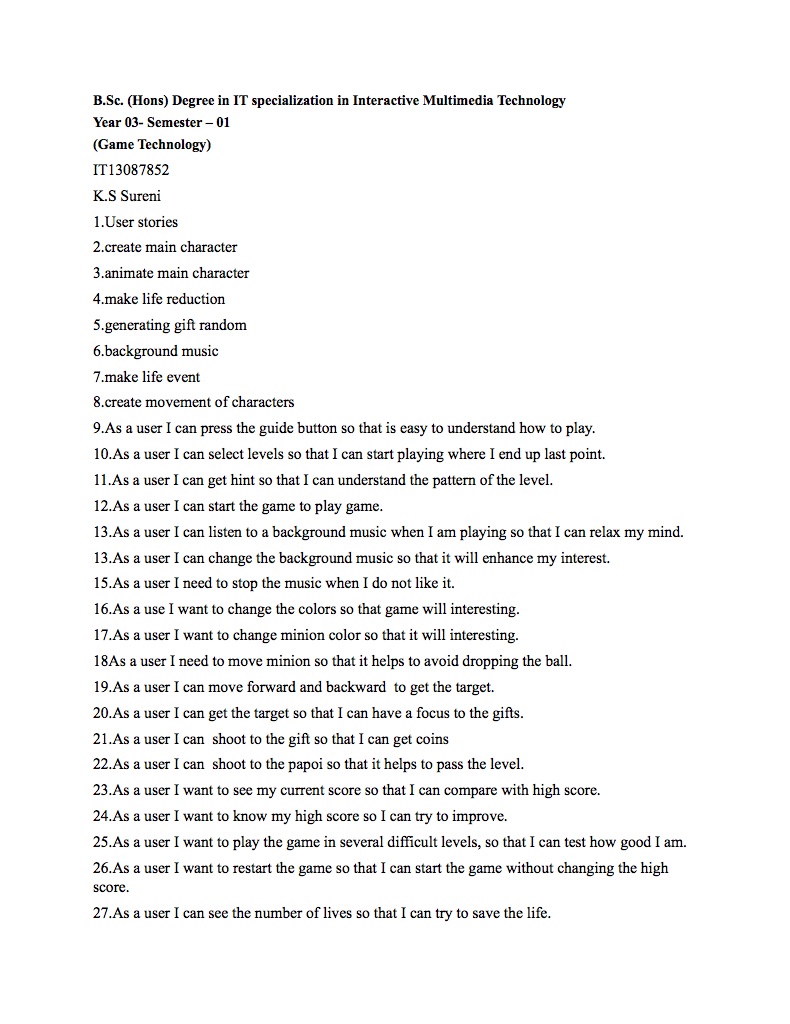 B.Sc. (Hons) Degree in IT specialization in Interactive Multimedia Technology
Year 03- Semester – 01
(Game Technology)
IT13087852
K.S Sureni
1.User stories
2.create main character
3.animate main character
4.make life reduction
5.generating gift random
6.background music
7.make life event
8.create movement of characters
9.As a user I can press the guide button so that is easy to understand how to play.
10.As a user I can select levels so that I can start playing where I end up last point.
11.As a user I can get hint so that I can understand the pattern of the level.
12.As a user I can start the game to play game.
13.As a user I can listen to a background music when I am playing so that I can relax my mind.
13.As a user I can change the background music so that it will enhance my interest.
15.As a user I need to stop the music when I do not like it.
16.As a use I want to change the colors so that game will interesting.
17.As a user I want to change minion color so that it will interesting.
18As a user I need to move minion so that it helps to avoid dropping the ball.
19.As a user I can move forward and backward  to get the target.
20.As a user I can get the target so that I can have a focus to the gifts.
21.As a user I can  shoot to the gift so that I can get coins
22.As a user I can  shoot to the papoi so that it helps to pass the level.
23.As a user I want to see my current score so that I can compare with high score.
24.As a user I want to know my high score so I can try to improve.
25.As a user I want to play the game in several difficult levels, so that I can test how good I am.
26.As a user I want to restart the game so that I can start the game without changing the high
score.
27.As a user I can see the number of lives so that I can try to save the life.